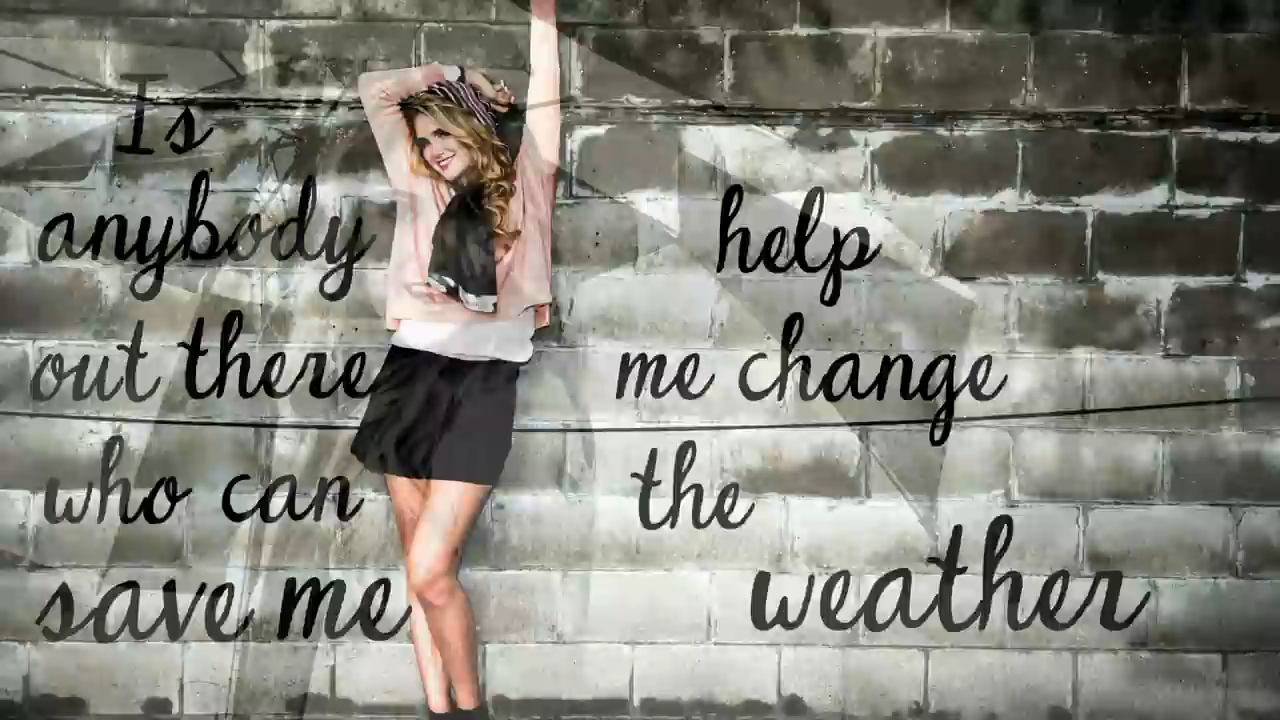 Is
anybody
out there
who can
save me
help
me change
the
weather